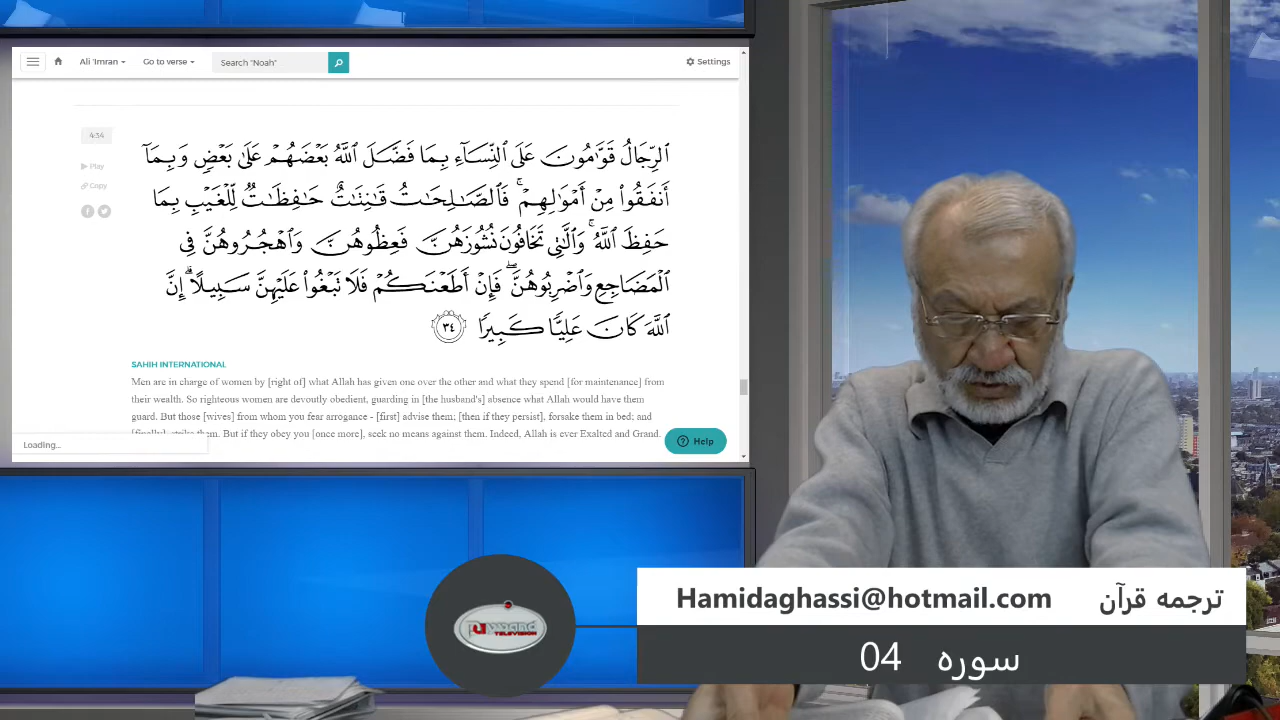 Ali 'Imran
Go to verse
Search "Noah"
Settings
4:34
Play
Copy
ٱلرِّجَالُ قَوَّٰمُونَ عَلَى ٱلنِّسَآءِ بِمَا فَضَّلَ ٱللَّهُ بَعْضَهُمْ عَلَىٰ بَعْضٍ وَبِمَآ
أَنفَقُوا۟ مِنْ أَمْوَٰلِهِمْ ۚ فَٱلصَّٰلِحَٰتُ قَٰنِتَٰتٌ حَٰفِظَٰتٌ لِّلْغَيْبِ بِمَا
حَفِظَ ٱللَّهُ ۚ وَٱلَّٰتِى تَخَافُونَ نُشُوزَهُنَّ فَعِظُوهُنَّ وَٱهْجُرُوهُنَّ فِى
ٱلْمَضَاجِعِ وَٱضْرِبُوهُنَّ ۖ فَإِنْ أَطَعْنَكُمْ فَلَا تَبْغُوا۟ عَلَيْهِنَّ سَبِيلًا ۗ إِنَّ
ٱللَّهَ كَانَ عَلِيًّا كَبِيرًا ٣٤
SAHIH INTERNATIONAL
Men are in charge of women by [right of] what Allah has given one over the other and what they spend [for maintenance] from
their wealth. So righteous women are devoutly obedient, guarding in [the husband's] absence what Allah would have them
guard. But those [wives] from whom you fear arrogance - [first] advise them; [then if they persist], forsake them in bed; and
[finally], strike them. But if they obey you [once more], seek no means against them. Indeed, Allah is ever Exalted and Grand.
Loading...
Help
TELEVISION
ترجمه قرآن Hamidaghassi@hotmail.com
سوره 04